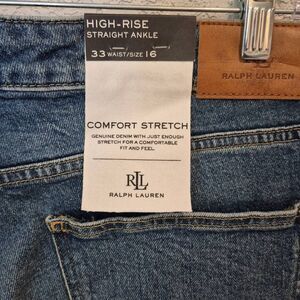 HIGH-RISE
STRAIGHT ANKLE
33 WAIST/SIZE 16
RALPH LAUREN
COMFORT STRETCH
GENUINE DENIM WITH JUST ENOUGH
STRETCH FOR A COMFORTABLE
FIT AND FEEL.
RLL
RALPH LAUREN